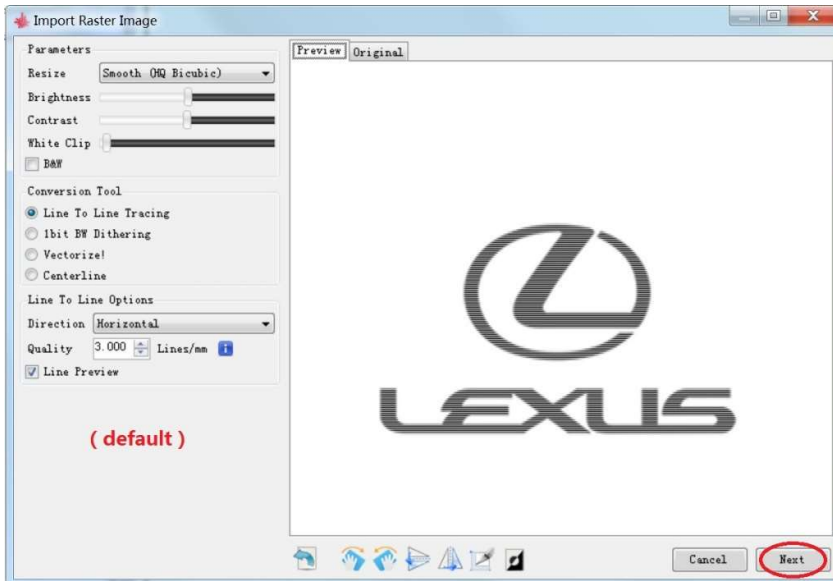 Import Raster Image
Parameters
Resize Smooth (HQ Bicubic)
Brightness
Contrast
White Clip
B&W
Conversion Tool
Line To Line Tracing
1bit BW Dithering
Vectorize!
Centerline
Line To Line Options
Direction Horizontal
Quality 3.000 Lines/mm
Line Preview
( default )
Preview Original
LEXUS
Cancel Next